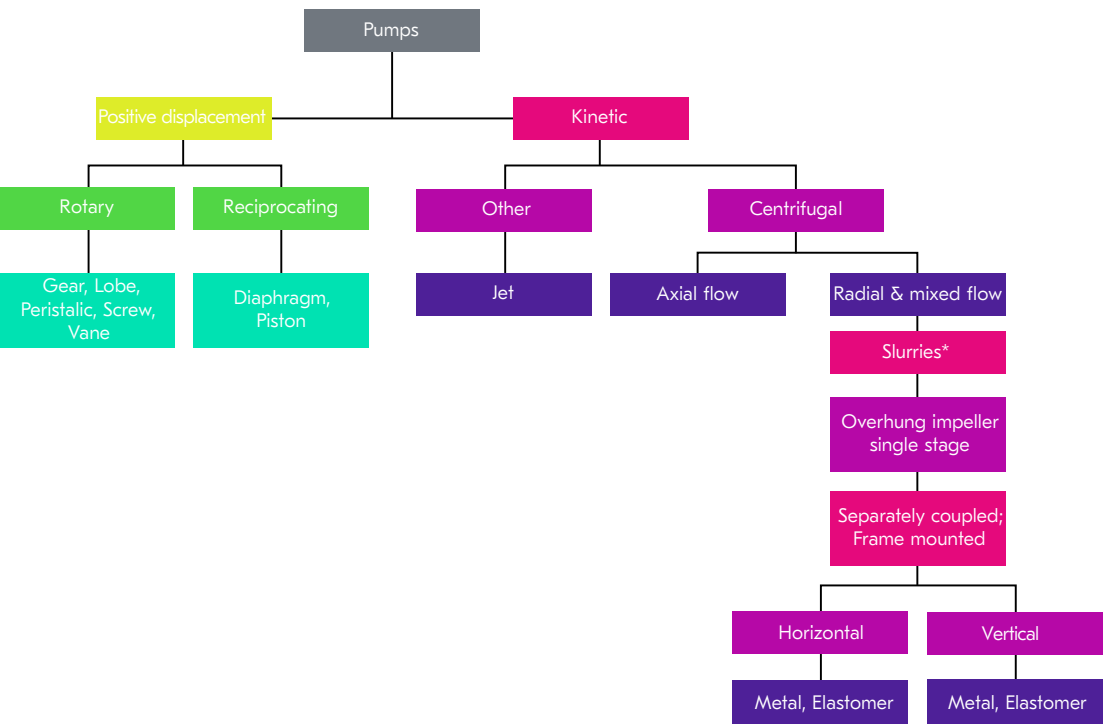 Pumps
Positive displacement
Kinetic
Rotary
Reciprocating
Other
Centrifugal
Gear, Lobe,
Peristalic, Screw,
Vane
Diaphragm,
Piston
Jet
Axial flow
Radial & mixed flow
Slurries*
Overhung impeller
single stage
Separately coupled;
Frame mounted
Horizontal
Vertical
Metal, Elastomer
Metal, Elastomer